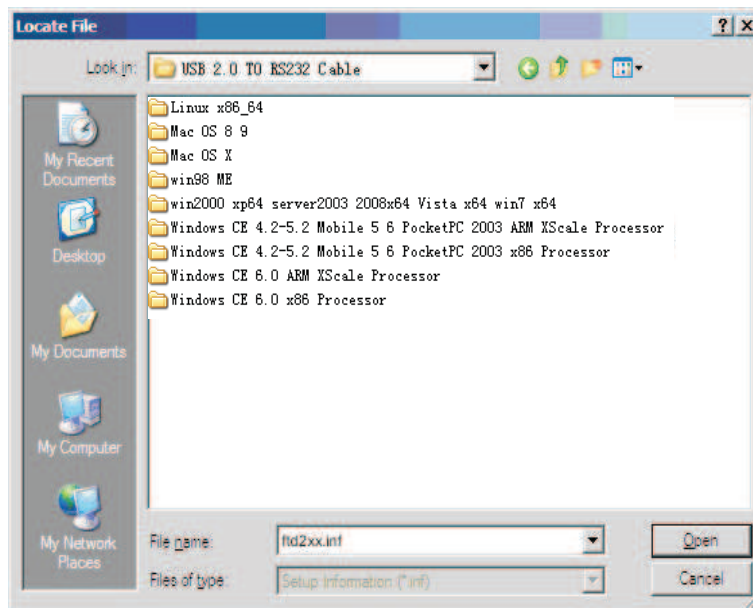 Locate File
Look in: USB 2.0 TO RS232 Cable
My Recent
Documents
Desktop
My Documents
My Computer
My Network
Places
Linux x86_64
Mac OS 8 9
Mac OS X
win98 ME
win2000 xp64 server2003 2008x64 Vista x64 win7 x64
Windows CE 4.2-5.2 Mobile 5 6 PocketPC 2003 ARM XScale Processor
Windows CE 4.2-5.2 Mobile 5 6 PocketPC 2003 x86 Processor
Windows CE 6.0 ARM XScale Processor
Windows CE 6.0 x86 Processor
File name: ftd2xx.inf
Open
Files of type: Setup Information (*.inf)
Cancel